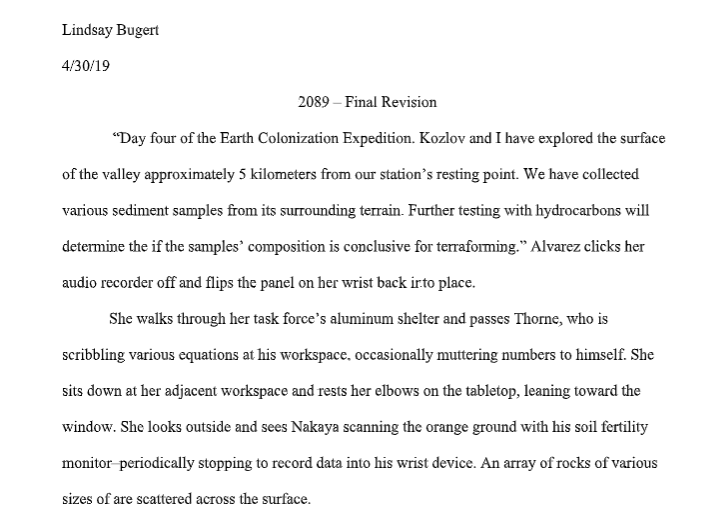 Lindsay Bugert
4/30/19
2089 – Final Revision
“Day four of the Earth Colonization Expedition. Kozlov and I have explored the surface
of the valley approximately 5 kilometers from our station’s resting point. We have collected
various sediment samples from its surrounding terrain. Further testing with hydrocarbons will
determine the if the samples’ composition is conclusive for terraforming.” Alvarez clicks her
audio recorder off and flips the panel on her wrist back into place.
She walks through her task force’s aluminum shelter and passes Thorne, who is
scribbling various equations at his workspace, occasionally muttering numbers to himself. She
sits down at her adjacent workspace and rests her elbows on the tabletop, leaning toward the
window. She looks outside and sees Nakaya scanning the orange ground with his soil fertility
monitor–periodically stopping to record data into his wrist device. An array of rocks of various
sizes of are scattered across the surface.